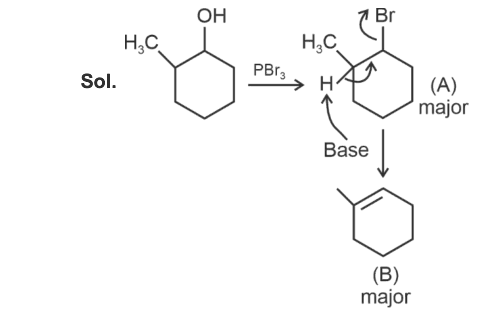 OH
Br
H₃C
H₃C
Sol.
PBr₃
H
(A)
major
Base
(B)
major